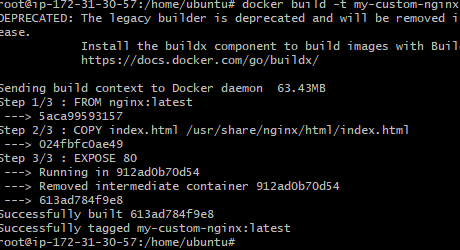 root@ip-172-31-30-57:/home/ubuntu# docker build -t my-custom-nginx
DEPRECATED: The legacy builder is deprecated and will be removed i
ease.
Install the buildx component to build images with Buil
https://docs.docker.com/go/buildx/
Sending build context to Docker daemon  63.43MB
Step 1/3 : FROM nginx:latest
---> 5aca99593157
Step 2/3 : COPY index.html /usr/share/nginx/html/index.html
---> 024fbfc0ae49
Step 3/3 : EXPOSE 80
---> Running in 912ad0b70d54
---> Removed intermediate container 912ad0b70d54
---> 613ad784f9e8
Successfully built 613ad784f9e8
Successfully tagged my-custom-nginx:latest
root@ip-172-31-30-57:/home/ubuntu#